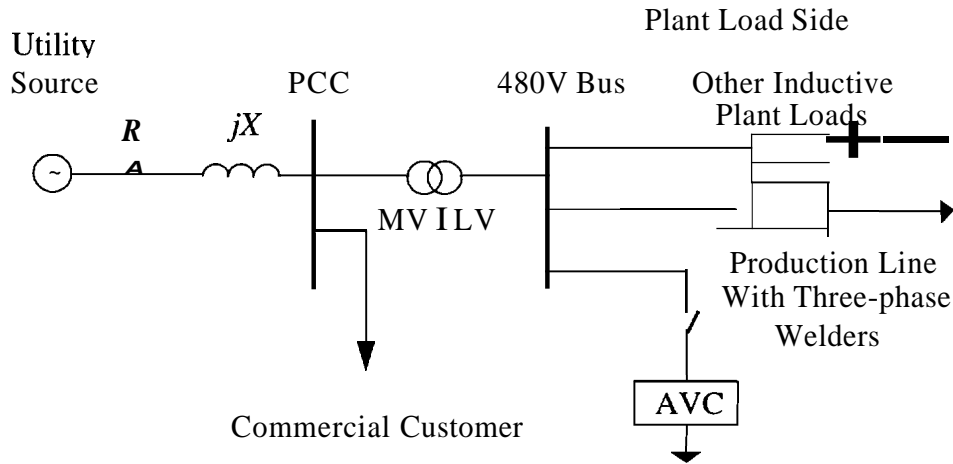 Plant Load Side
Utility
Source
PCC
480V Bus
Other Inductive
Plant Loads
R
jX
~
MV I LV
Production Line
With Three-phase
Welders
AVC
Commercial Customer